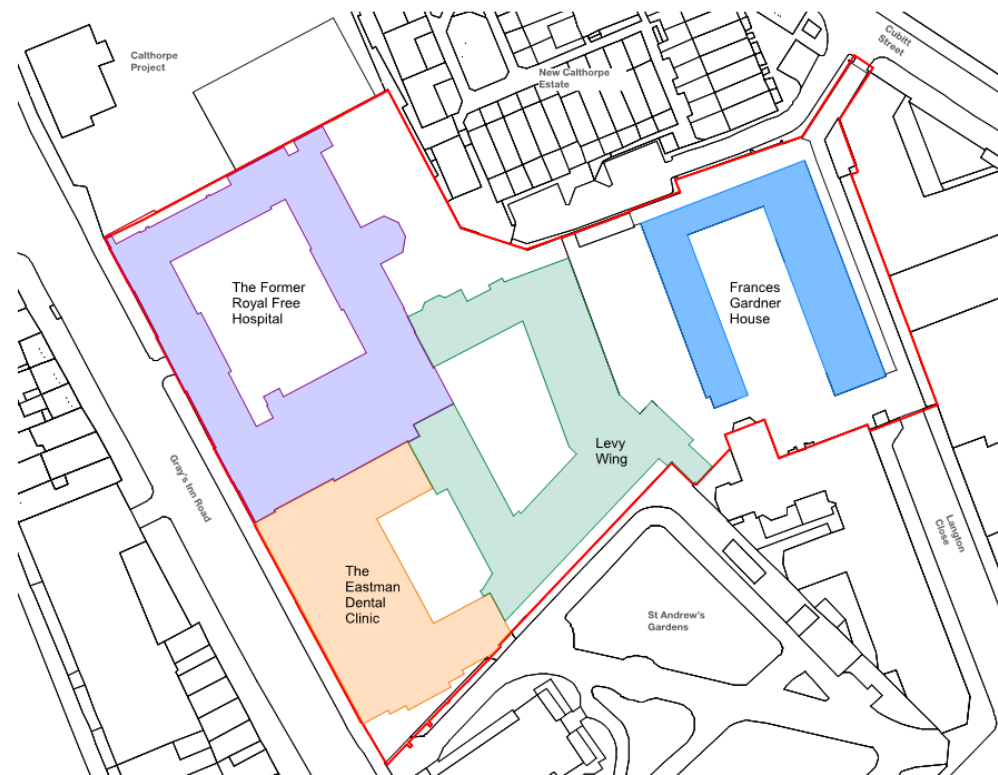 Calthorpe
Project
New Calthorpe
Estate
Cubitt
Street
The Former
Royal Free
Hospital
Frances
Gardner
House
Levy
Wing
Gray's Inn Road
The
Eastman
Dental
Clinic
St Andrew's
Gardens
Langton
Close